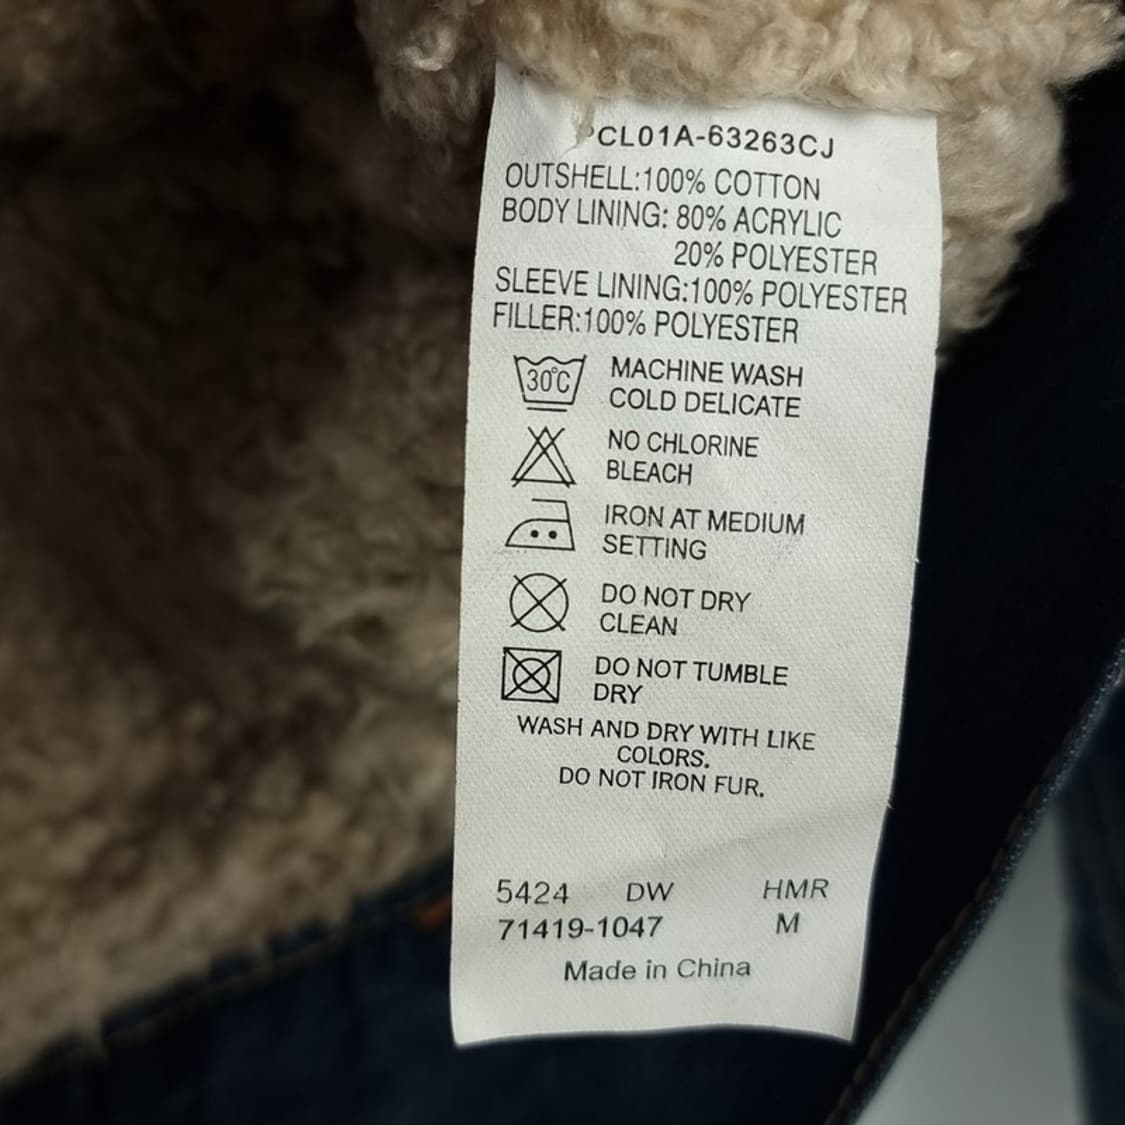 PCL01A-63263CJ
OUTSHELL:100% COTTON
BODY LINING: 80% ACRYLIC
20% POLYESTER
SLEEVE LINING:100% POLYESTER
FILLER:100% POLYESTER
30°C MACHINE WASH
COLD DELICATE
NO CHLORINE
BLEACH
IRON AT MEDIUM
SETTING
DO NOT DRY
CLEAN
DO NOT TUMBLE
DRY
WASH AND DRY WITH LIKE
COLORS.
DO NOT IRON FUR.
5424 DW HMR
71419-1047 M
Made in China